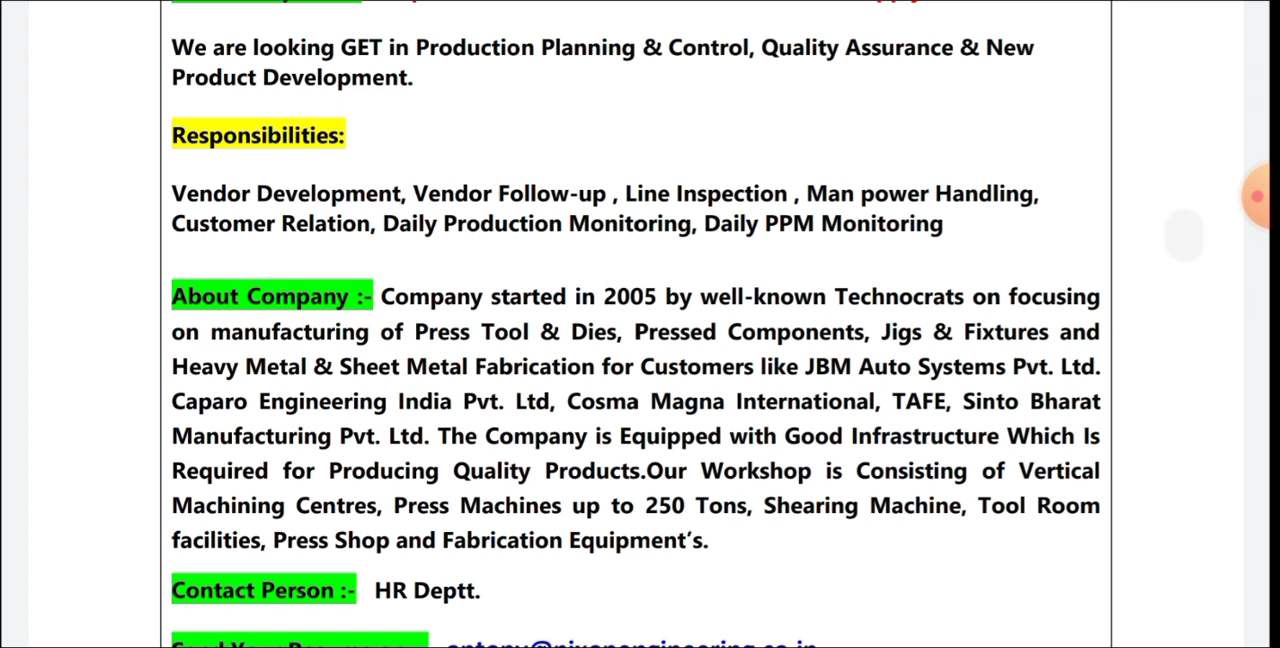 We are looking GET in Production Planning & Control, Quality Assurance & New
Product Development.
Responsibilities:
Vendor Development, Vendor Follow-up , Line Inspection , Man power Handling,
Customer Relation, Daily Production Monitoring, Daily PPM Monitoring
About Company :- Company started in 2005 by well-known Technocrats on focusing
on manufacturing of Press Tool & Dies, Pressed Components, Jigs & Fixtures and
Heavy Metal & Sheet Metal Fabrication for Customers like JBM Auto Systems Pvt. Ltd.
Caparo Engineering India Pvt. Ltd, Cosma Magna International, TAFE, Sinto Bharat
Manufacturing Pvt. Ltd. The Company is Equipped with Good Infrastructure Which Is
Required for Producing Quality Products.Our Workshop is Consisting of Vertical
Machining Centres, Press Machines up to 250 Tons, Shearing Machine, Tool Room
facilities, Press Shop and Fabrication Equipment’s.
Contact Person :- HR Deptt.